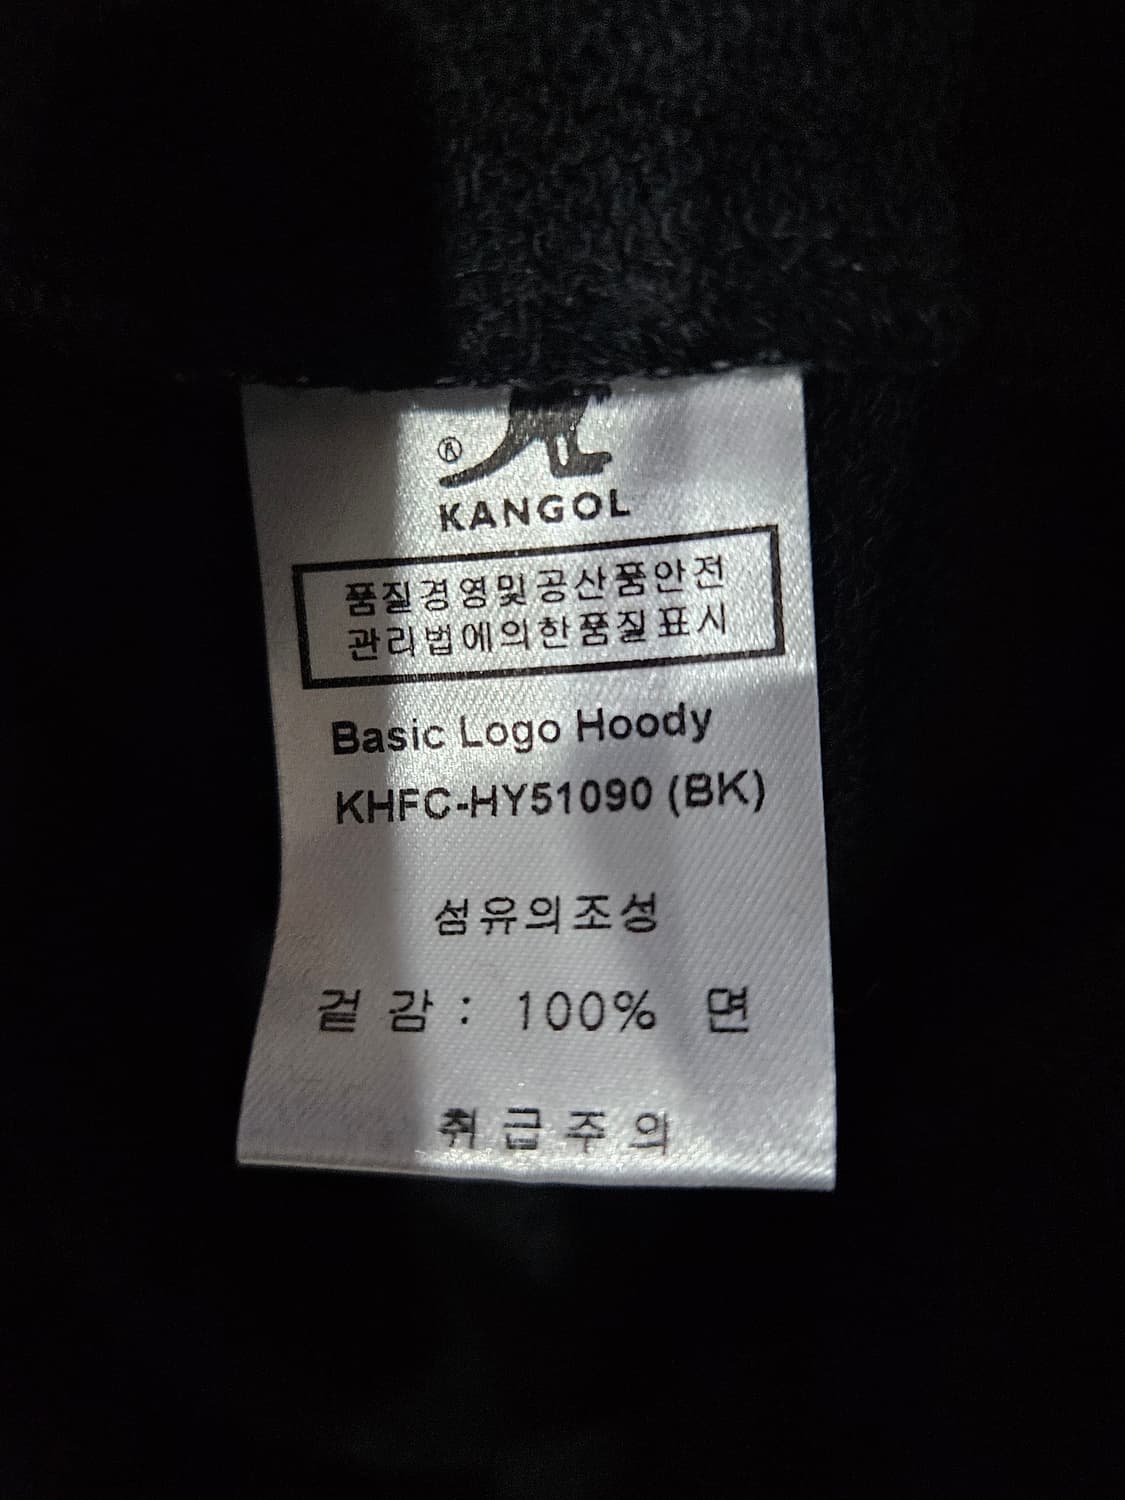 ®
KANGOL
품질경영및공산품안전
관리법에의한품질표시
Basic Logo Hoody
KHFC-HY51090 (BK)
섬유의조성
겉감: 100% 면
취급주의